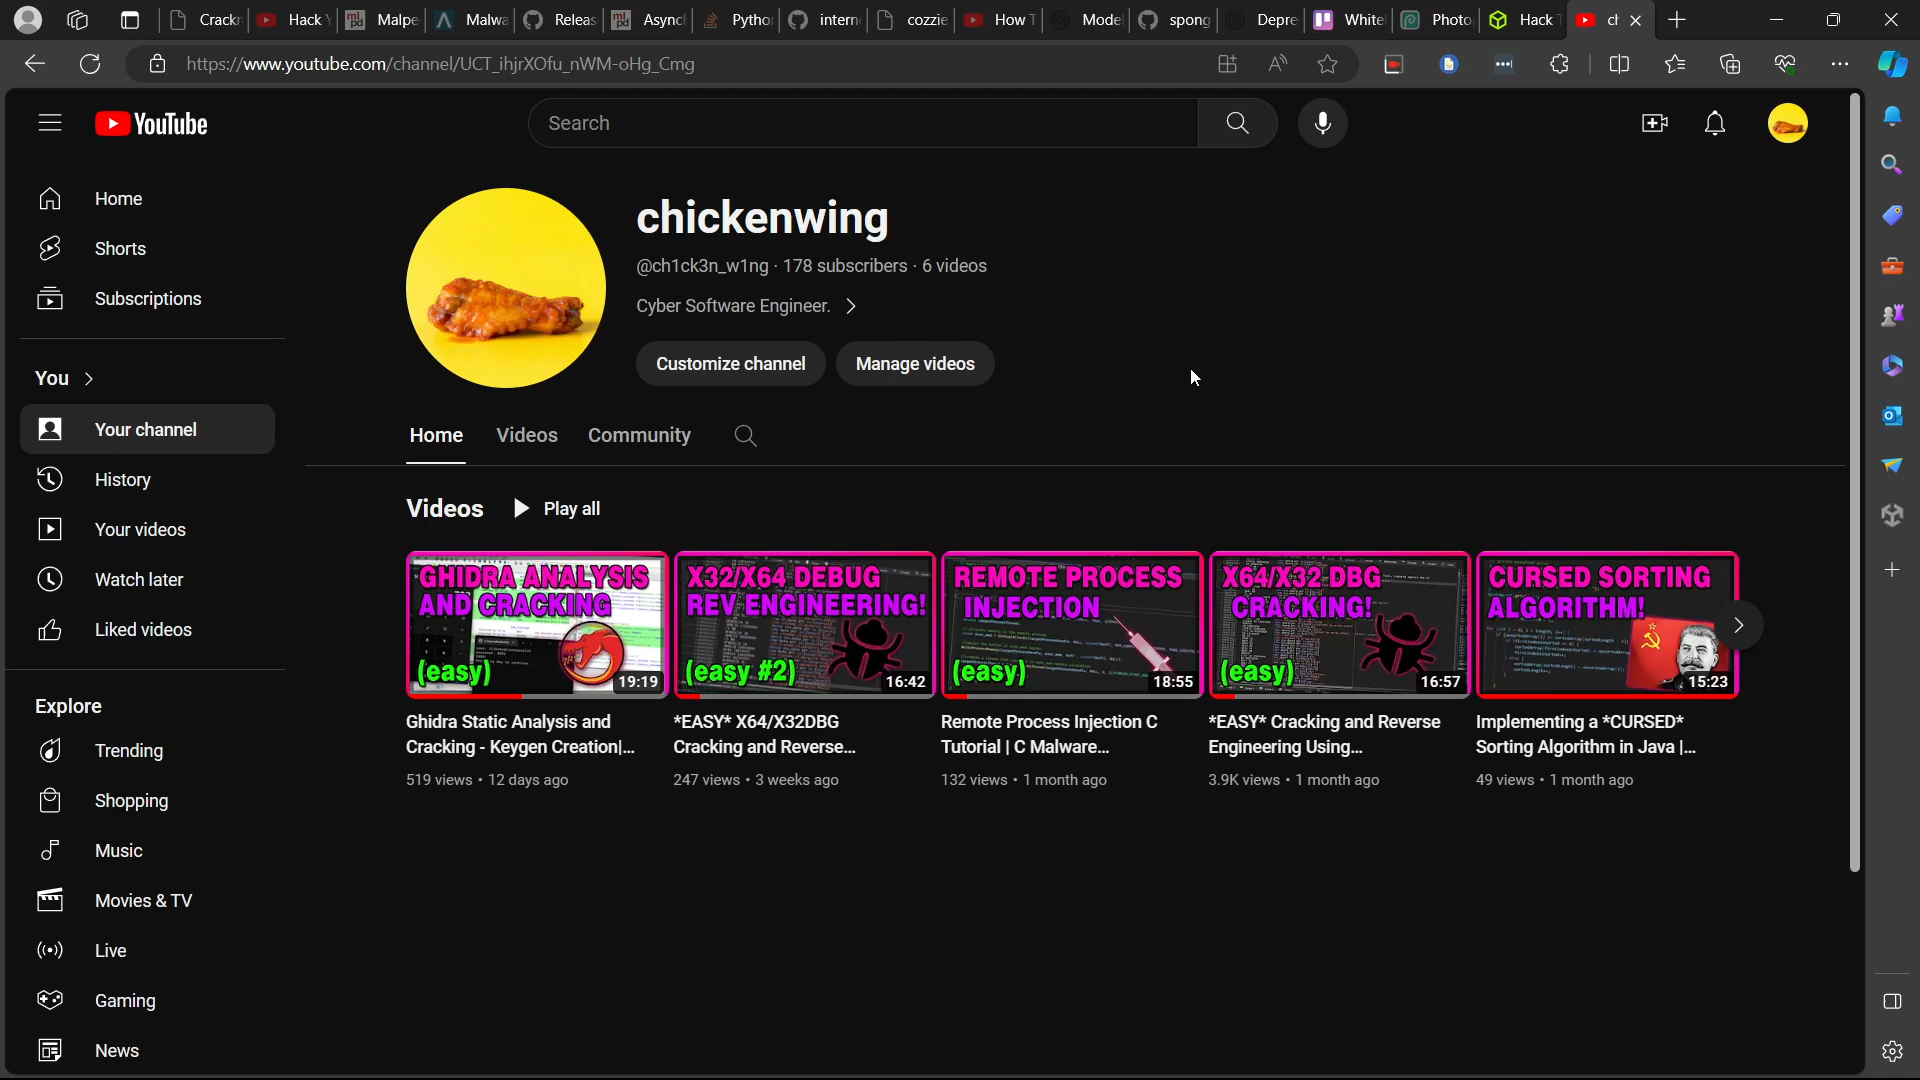 Crackr
Hack Y
Malpe
Malwa
Releas
Async
Python
intern
cozzie
How T
Model
spong
Depre
White
Photo
Hack T
ch
https://www.youtube.com/channel/UCT_ihjrXOfu_nWM-oHg_Cmg
YouTube
Search
Home
Shorts
Subscriptions
You
Your channel
History
Your videos
Watch later
Liked videos
Explore
Trending
Shopping
Music
Movies & TV
Live
Gaming
News
chickenwing
@ch1ck3n_w1ng · 178 subscribers · 6 videos
Cyber Software Engineer.
Customize channel
Manage videos
Home Videos Community
Videos Play all
GHIDRA ANALYSIS
AND CRACKING
(easy)
19:19
Ghidra Static Analysis and
Cracking - Keygen Creation|...
519 views · 12 days ago
X32/X64 DEBUG
REV ENGINEERING!
(easy #2)
16:42
*EASY* X64/X32DBG
Cracking and Reverse...
247 views · 3 weeks ago
REMOTE PROCESS
INJECTION
(easy)
18:55
Remote Process Injection C
Tutorial | C Malware...
132 views · 1 month ago
X64/X32 DBG
CRACKING!
(easy)
16:57
*EASY* Cracking and Reverse
Engineering Using...
3.9K views · 1 month ago
CURSED SORTING
ALGORITHM!
15:23
Implementing a *CURSED*
Sorting Algorithm in Java |...
49 views · 1 month ago